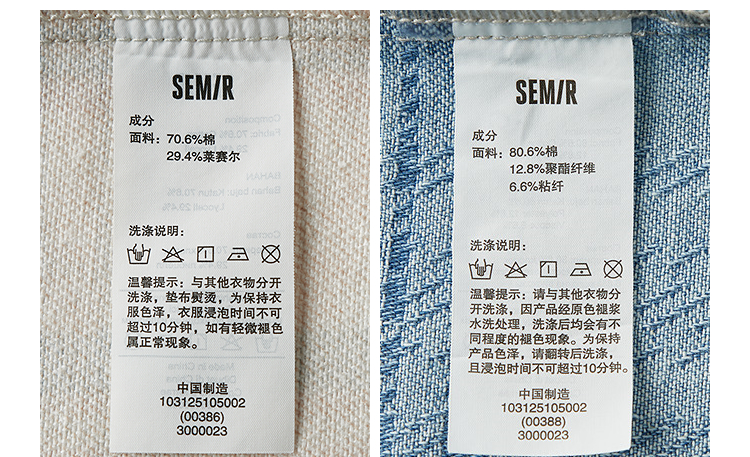 SEMIR
成分
面料：70.6%棉
29.4%莱赛尔
洗涤说明：
温馨提示：与其他衣物分开
洗涤，垫布熨烫，为保持衣
服色泽，衣服浸泡时间不可
超过10分钟，如有轻微褪色
属正常现象。
中国制造
103125105002
(00386)
3000023
SEMIR
成分
面料：80.6%棉
12.8%聚酯纤维
6.6%粘纤
洗涤说明：
温馨提示：请与其他衣物分
开洗涤，因产品经原色褪浆
水洗处理，洗涤后均会有不
同程度的褪色现象。为保持
产品色泽，请翻转后洗涤，
且浸泡时间不可超过10分钟。
中国制造
103125105002
(00388)
3000023